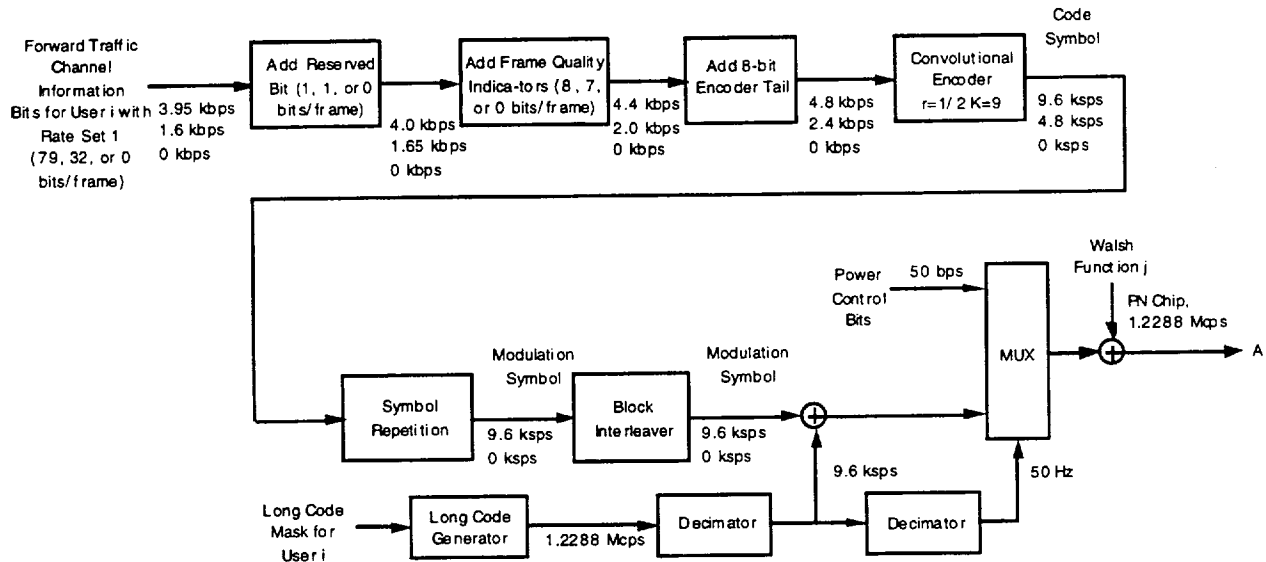 Code
Symbol
Forward Traffic
Channel
Information
Bits for User i with
Rate Set 1
(79, 32, or 0
bits/frame)
3.95 kbps
1.6 kbps
0 kbps
Add Reserved
Bit (1, 1, or 0
bits/frame)
4.0 kbps
1.65 kbps
0 kbps
Add Frame Quality
Indica-tors (8, 7,
or 0 bits/frame)
4.4 kbps
2.0 kbps
0 kbps
Add 8-bit
Encoder Tail
4.8 kbps
2.4 kbps
0 kbps
Convolutional
Encoder
r=1/2 K=9
9.6 ksps
4.8 ksps
0 ksps
Power
Control
Bits
50 bps
MUX
Walsh
Function j
PN Chip,
1.2288 Mcps
A
Symbol
Repetition
Modulation
Symbol
9.6 ksps
0 ksps
Block
Interleaver
Modulation
Symbol
9.6 ksps
0 ksps
9.6 ksps
50 Hz
Long Code
Mask for
User i
Long Code
Generator
1.2288 Mcps
Decimator
Decimator